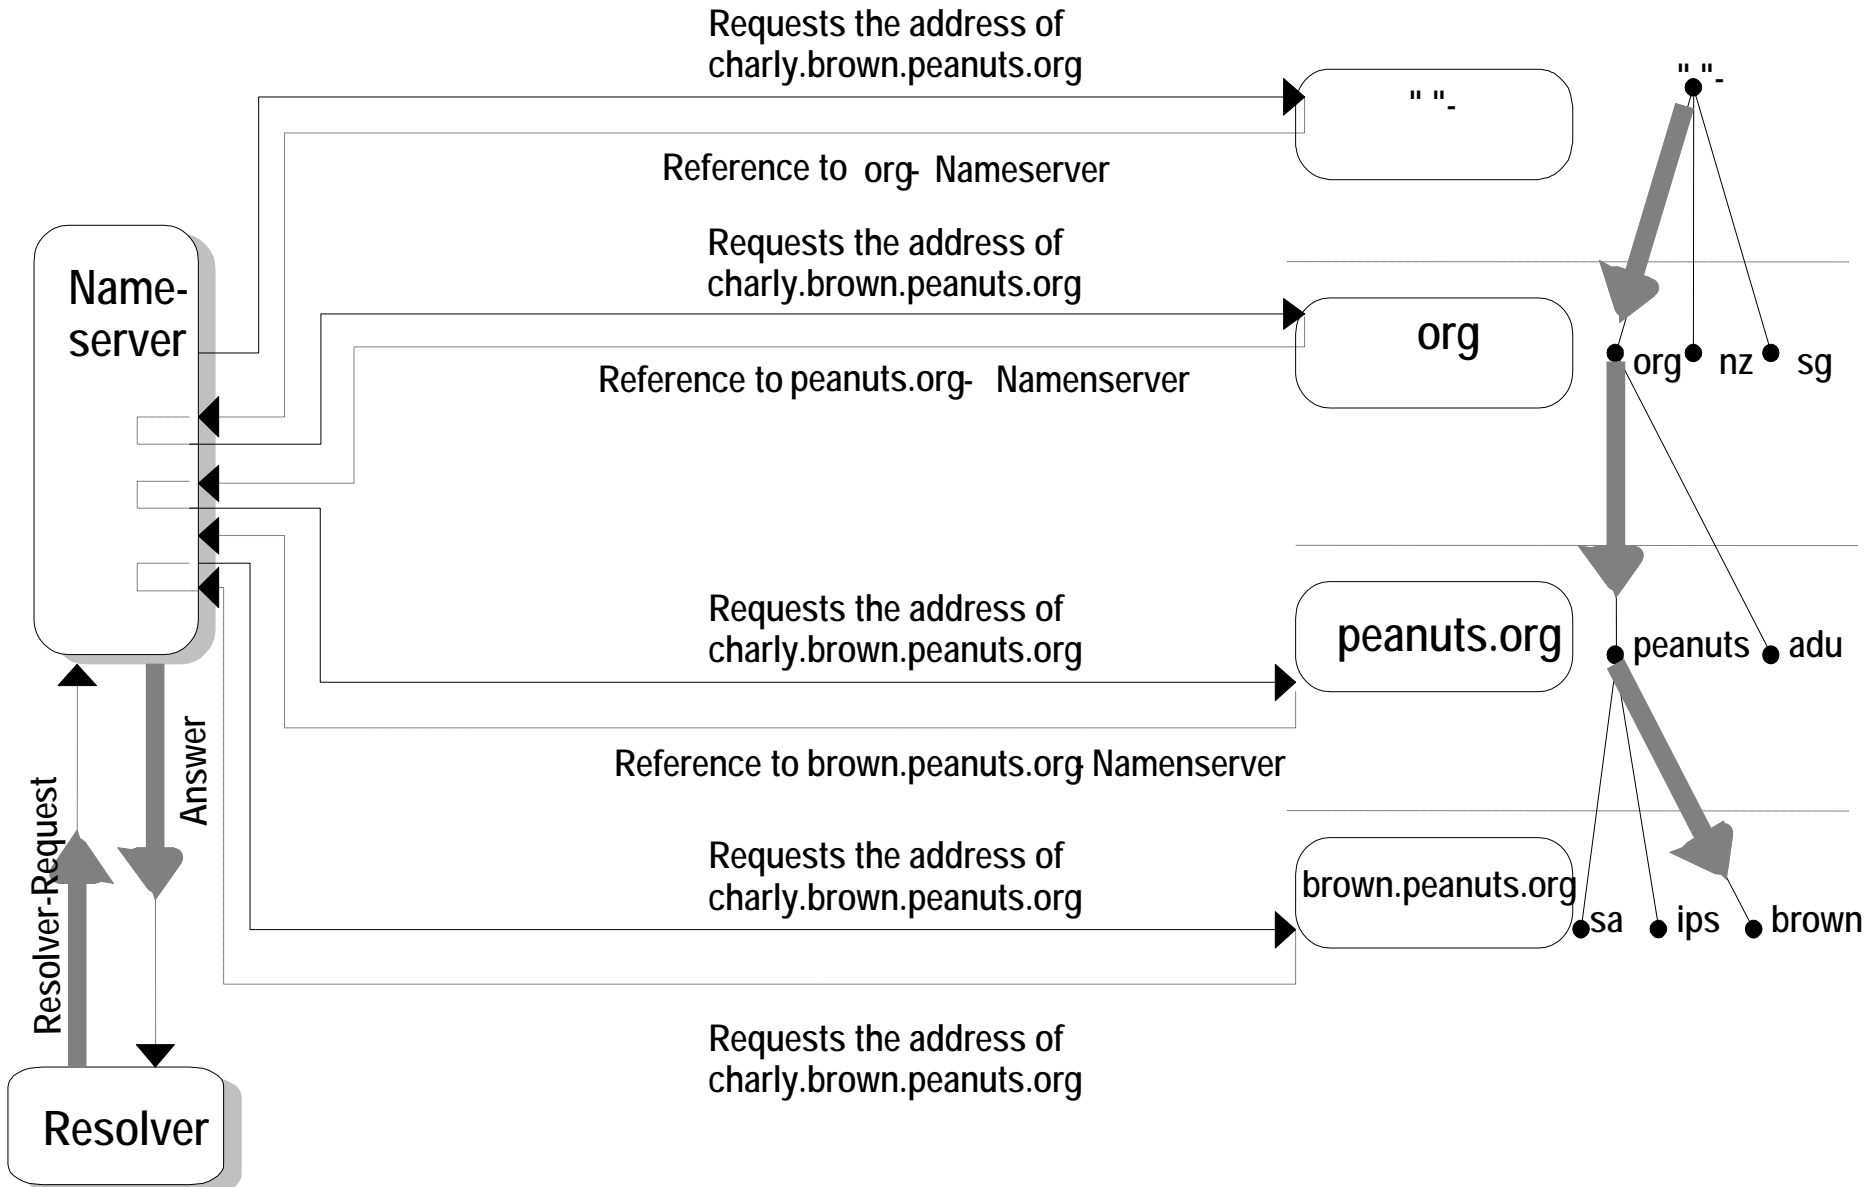 Requests the address of
charly.brown.peanuts.org
" "-
" "-
Reference to org- Nameserver
Requests the address of
charly.brown.peanuts.org
Name-
server
org
org nz sg
Reference to peanuts.org- Namenserver
Requests the address of
charly.brown.peanuts.org
peanuts.org
peanuts adu
Reference to brown.peanuts.org- Namenserver
Answer
Resolver-Request
Requests the address of
charly.brown.peanuts.org
brown.peanuts.org
sa ips brown
Requests the address of
charly.brown.peanuts.org
Resolver